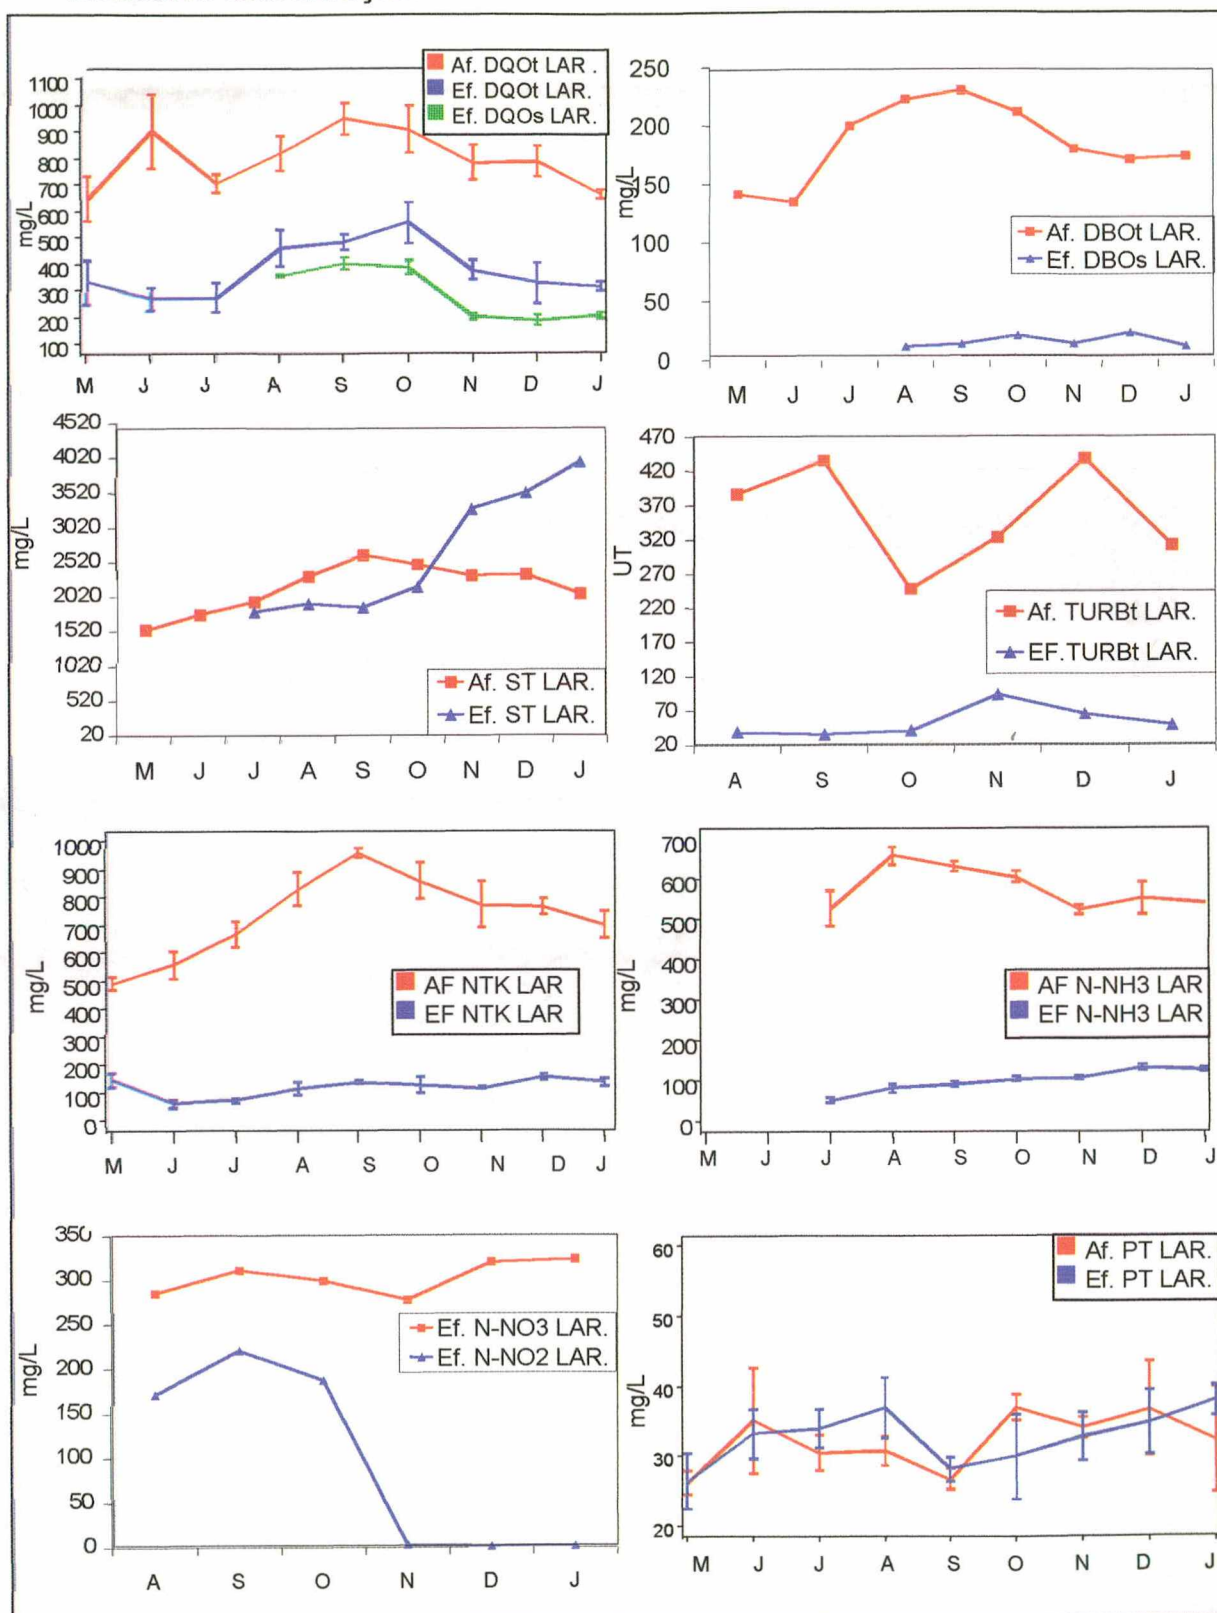 Af. DQOt LAR .
Ef. DQOt LAR.
Ef. DQOs LAR.
1100
1000
900
800
700
600
500
400
300
200
100
mg/L
M J J A S O N D J
250
200
150
100
50
0
mg/L
Af. DBOt LAR.
Ef. DBOs LAR.
M J J A S O N D J
4520
4020
3520
3020
2520
2020
1520
1020
520
20
mg/L
Af. ST LAR.
Ef. ST LAR.
M J J A S O N D J
470
420
370
320
270
220
170
120
70
20
UT
Af. TURBt LAR.
EF.TURBt LAR.
A S O N D J
1000
900
800
700
600
500
400
300
200
100
0
mg/L
AF NTK LAR
EF NTK LAR
M J J A S O N D J
700
600
500
400
300
200
100
0
mg/L
AF N-NH3 LAR
EF N-NH3 LAR
M J J A S O N D J
350
300
250
200
150
100
50
0
mg/L
Ef. N-NO3 LAR.
Ef. N-NO2 LAR.
A S O N D J
60
50
40
30
20
mg/L
Af. PT LAR.
Ef. PT LAR.
M J J A S O N D J